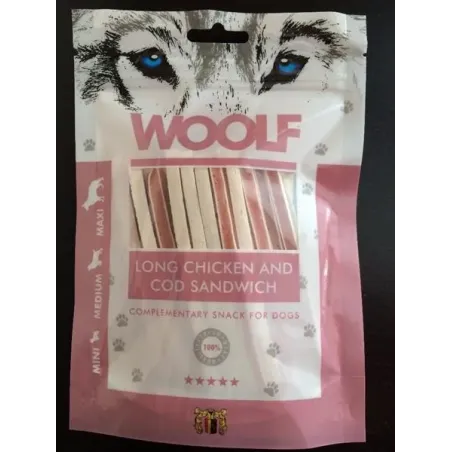 WOOLF
LONG CHICKEN AND
COD SANDWICH
COMPLEMENTARY SNACK FOR DOGS
100%
MINI
MEDIUM
MAXI